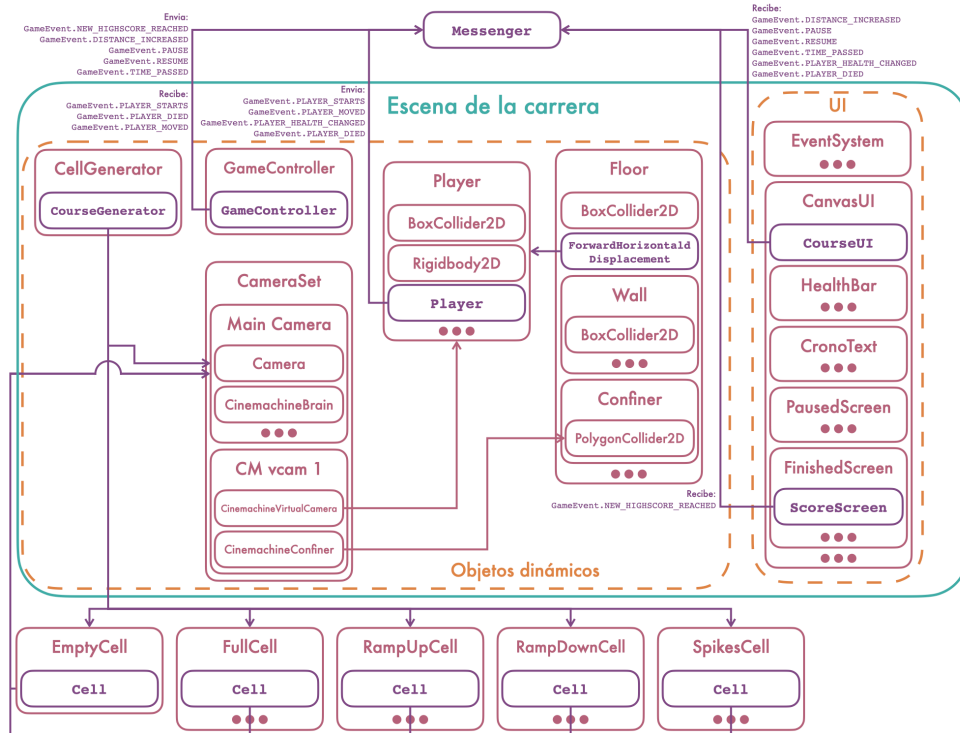 Envia:
GameEvent.NEW_HIGHSCORE_REACHED
GameEvent.DISTANCE_INCREASED
GameEvent.PAUSE
GameEvent.RESUME
GameEvent.TIME_PASSED
Messenger
Recibe:
GameEvent.DISTANCE_INCREASED
GameEvent.PAUSE
GameEvent.RESUME
GameEvent.TIME_PASSED
GameEvent.PLAYER_HEALTH_CHANGED
GameEvent.PLAYER_DIED
Recibe:
GameEvent.PLAYER_STARTS
GameEvent.PLAYER_DIED
GameEvent.PLAYER_MOVED
Envia:
GameEvent.PLAYER_STARTS
GameEvent.PLAYER_MOVED
GameEvent.PLAYER_HEALTH_CHANGED
GameEvent.PLAYER_DIED
Escena de la carrera
UI
CellGenerator
CourseGenerator
GameController
GameController
Player
BoxCollider2D
Rigidbody2D
Player
Floor
BoxCollider2D
ForwardHorizontald
Displacement
Wall
BoxCollider2D
Confiner
PolygonCollider2D
CameraSet
Main Camera
Camera
CinemachineBrain
CM vcam 1
CinemachineVirtualCamera
CinemachineConfiner
Recibe:
GameEvent.NEW_HIGHSCORE_REACHED
Objetos dinámicos
EventSystem
CanvasUI
CourseUI
HealthBar
CronoText
PausedScreen
FinishedScreen
ScoreScreen
EmptyCell
Cell
FullCell
Cell
RampUpCell
Cell
RampDownCell
Cell
SpikesCell
Cell